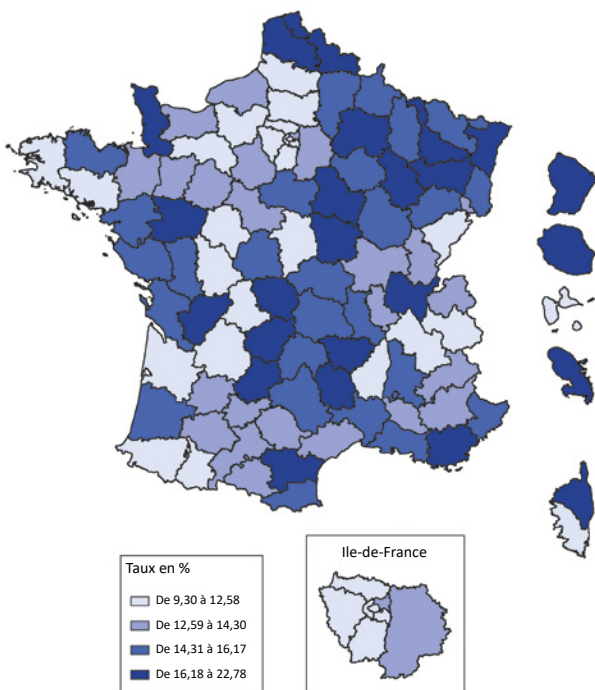 Ile-de-France
Taux en %
De 9,30 à 12,58
De 12,59 à 14,30
De 14,31 à 16,17
De 16,18 à 22,78